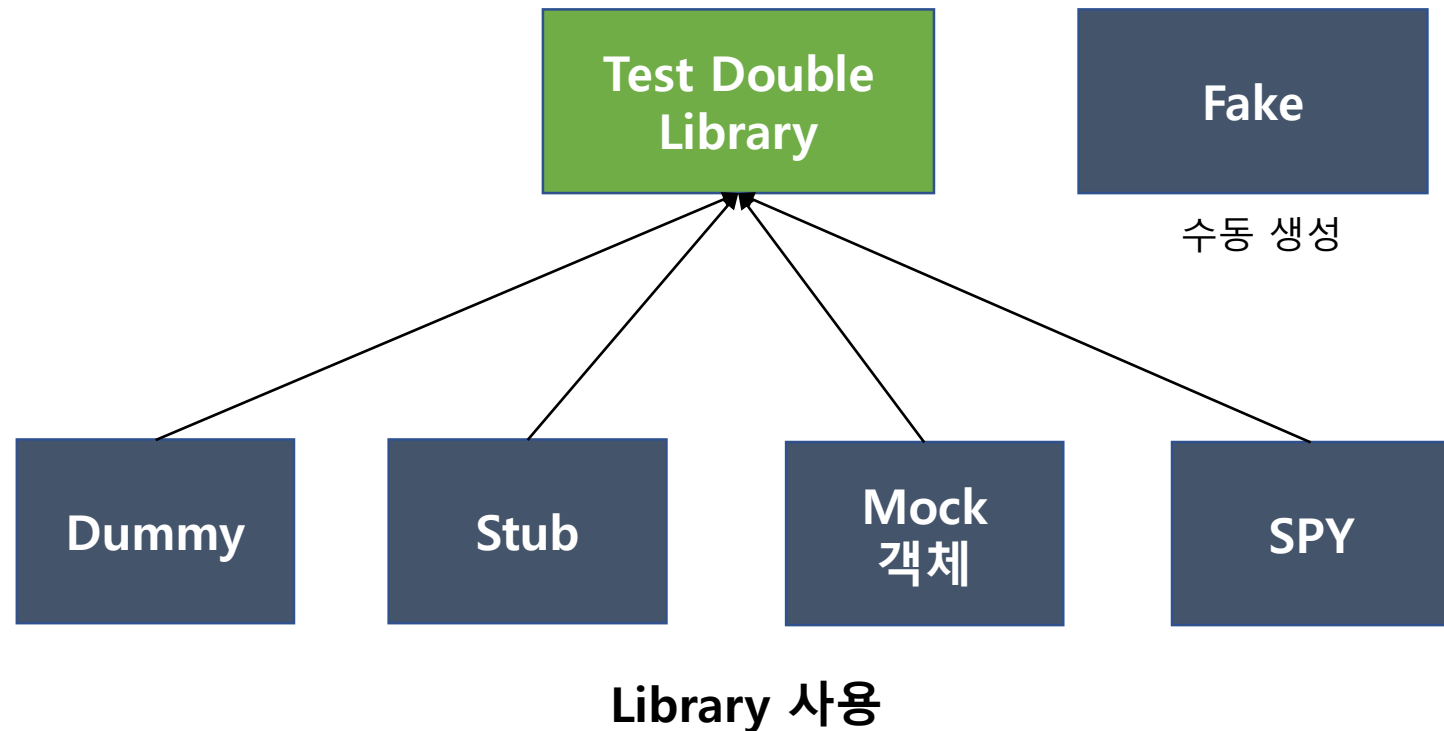 Test Double
Library
Fake
수동 생성
Dummy
Stub
Mock
객체
SPY
Library 사용